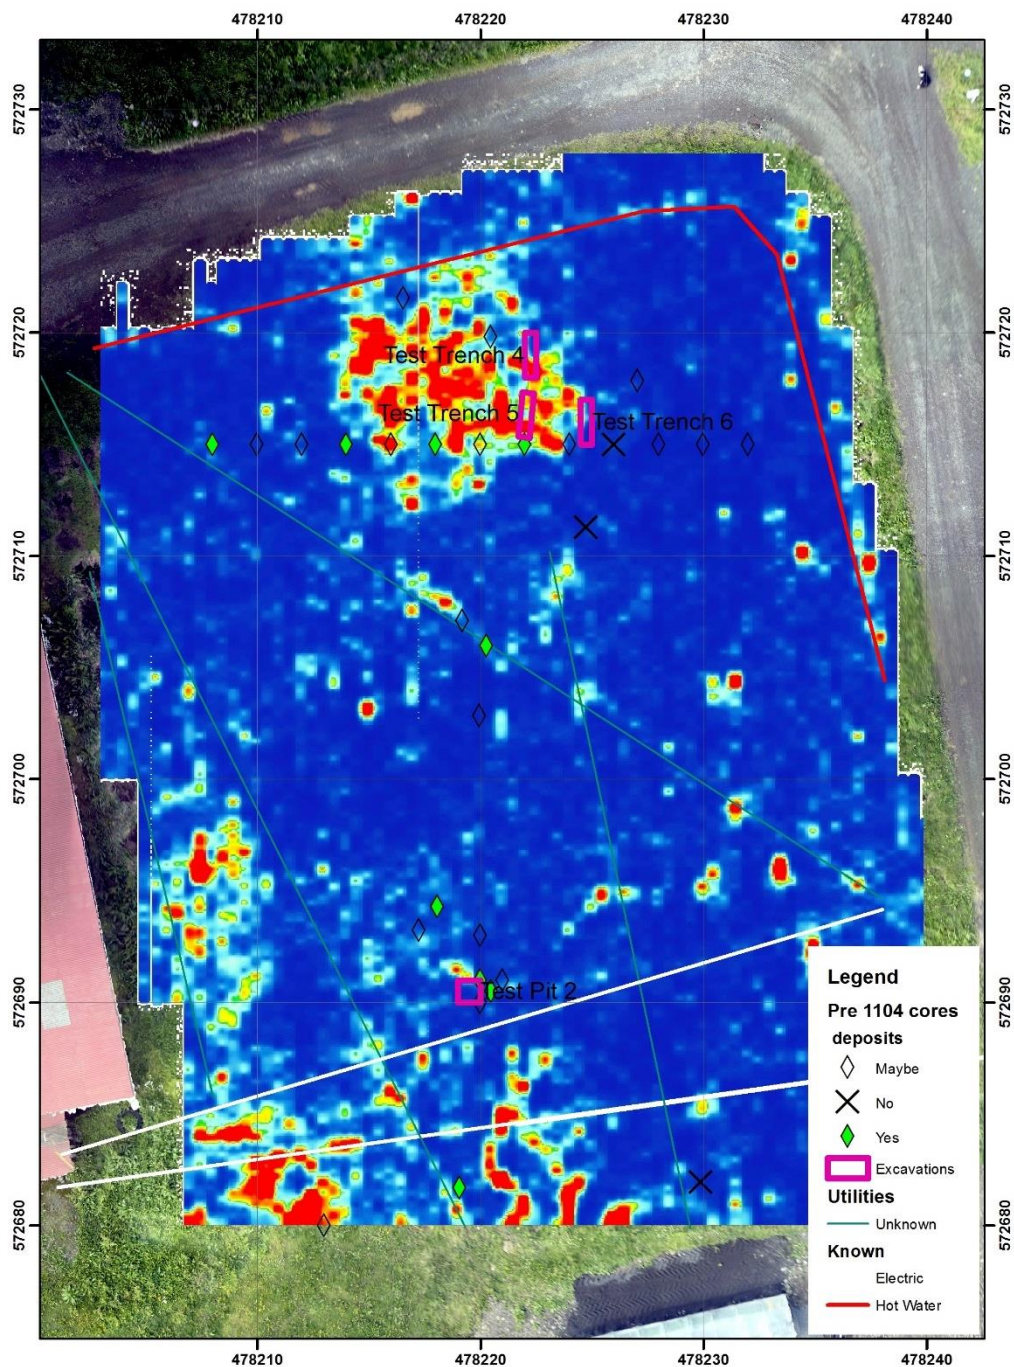 478210 478220 478230 478240
572730 572730
572720 572720
Test Trench 4
Test Trench 5
Test Trench 6
572710 572710
572700 572700
572690 572690
Test Pit 2
572680 572680
Legend
Pre 1104 cores
deposits
Maybe
No
Yes
Excavations
Utilities
Unknown
Known
Electric
Hot Water
478210 478220 478230 478240